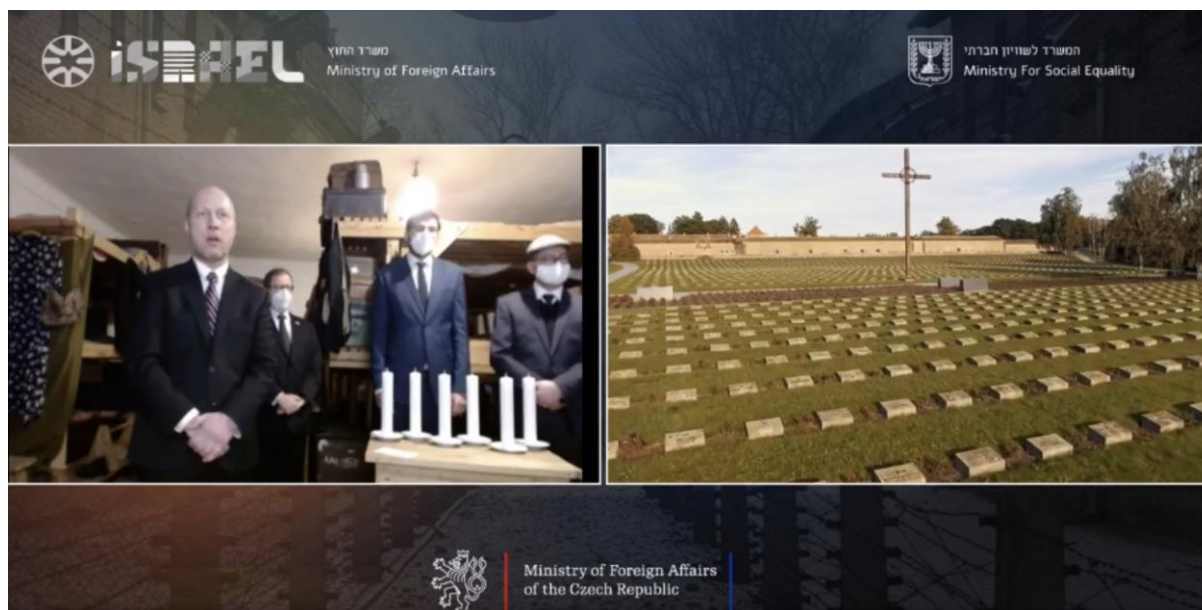 ISRAEL
משרד החוץ
Ministry of Foreign Affairs
המשרד לשוויון חברתי
Ministry For Social Equality
Ministry of Foreign Affairs
of the Czech Republic